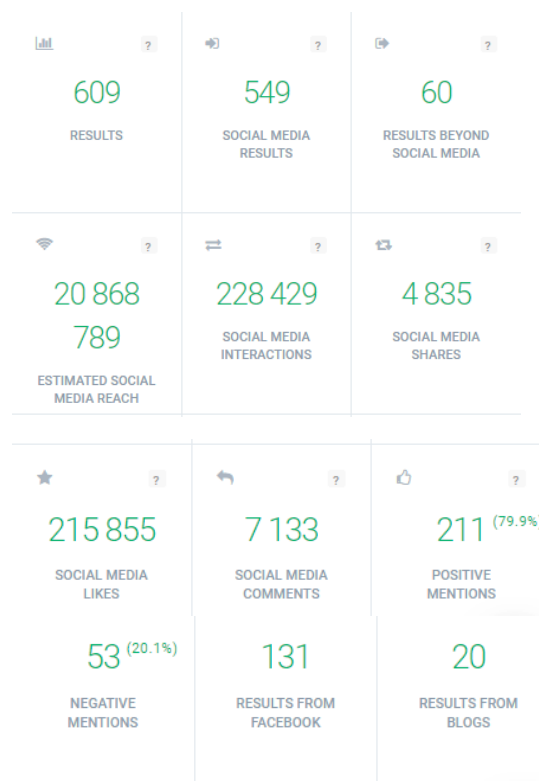 ? ? ?
609 549 60
RESULTS SOCIAL MEDIA RESULTS BEYOND
RESULTS SOCIAL MEDIA
? ? ?
20 868 228 429 4 835
789 SOCIAL MEDIA SOCIAL MEDIA
INTERACTIONS SHARES
ESTIMATED SOCIAL
MEDIA REACH
? ? ?
215 855 7 133 211 (79.9%)
SOCIAL MEDIA SOCIAL MEDIA POSITIVE
LIKES COMMENTS MENTIONS
53 (20.1%) 131 20
NEGATIVE RESULTS FROM RESULTS FROM
MENTIONS FACEBOOK BLOGS